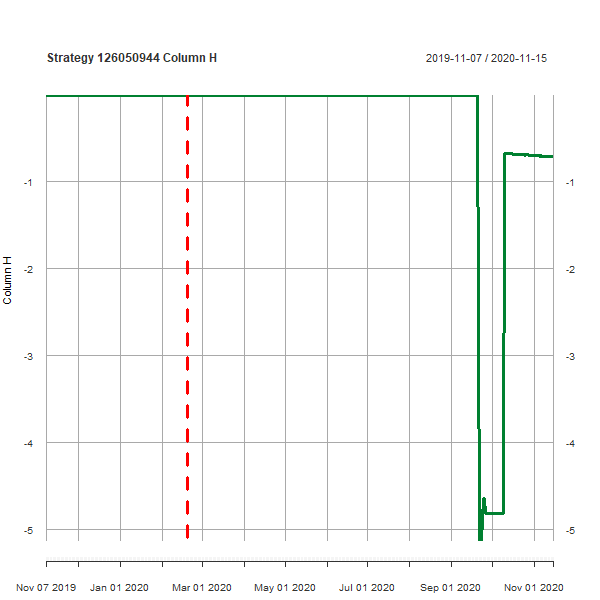 Strategy 126050944 Column H
2019-11-07 / 2020-11-15
Column H
-1
-2
-3
-4
-5
-1
-2
-3
-4
-5
Nov 07 2019
Jan 01 2020
Mar 01 2020
May 01 2020
Jul 01 2020
Sep 01 2020
Nov 01 2020